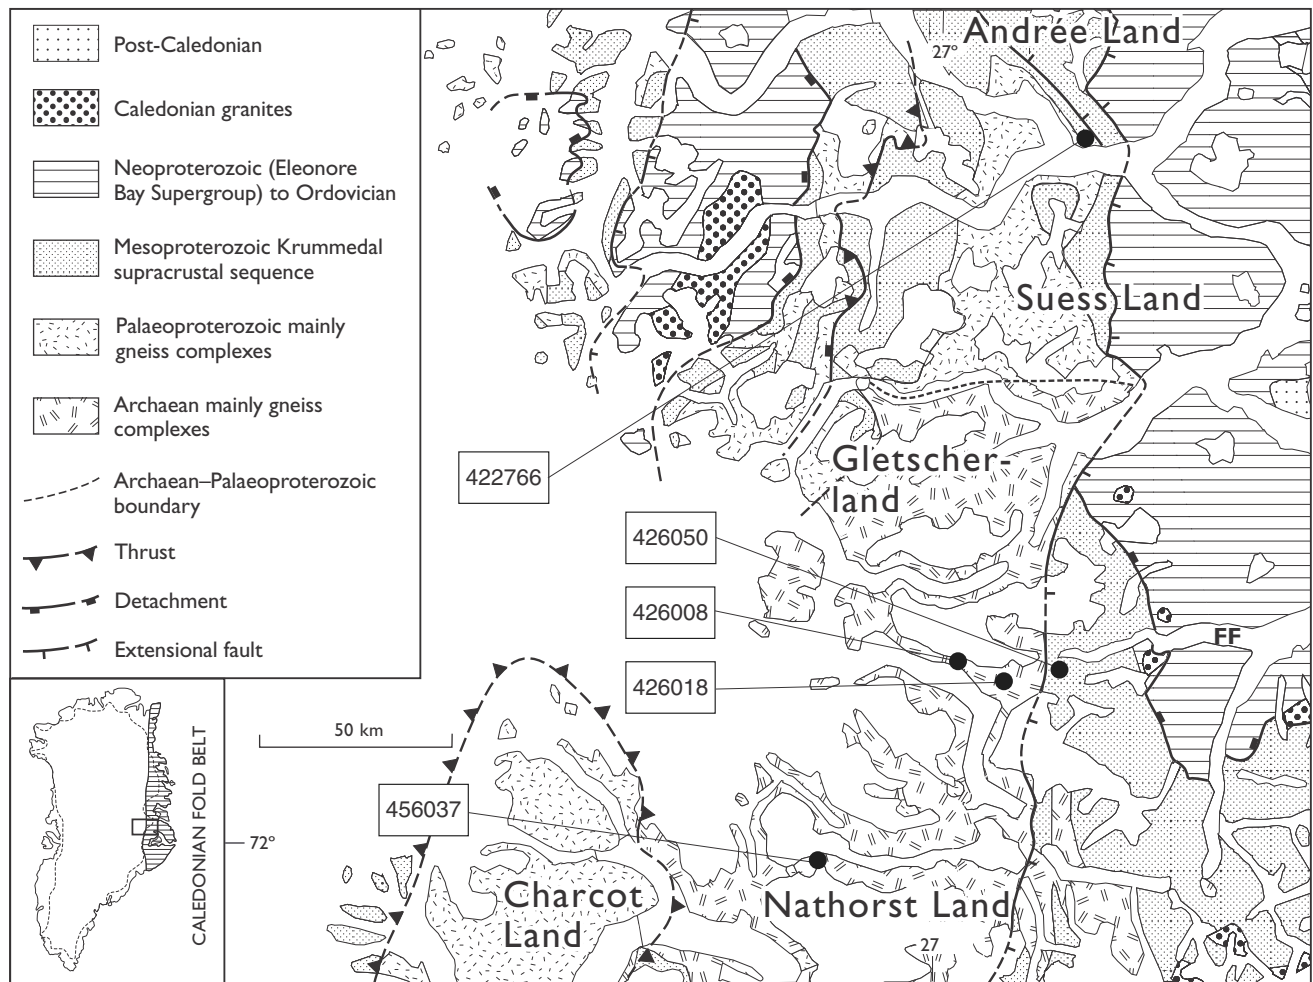 Post-Caledonian
Caledonian granites
Neoproterozoic (Eleonore
Bay Supergroup) to Ordovician
Mesoproterozoic Krummedal
supracrustal sequence
Palaeoproterozoic mainly
gneiss complexes
Archaean mainly gneiss
complexes
Archaean–Palaeoproterozoic
boundary
Thrust
Detachment
Extensional fault
CALEDONIAN FOLD BELT
Andrée Land
27°
Suess Land
Gletscher-
land
422766
426050
426008
426018
FF
50 km
456037
72°
Charcot
Land
Nathorst Land
27